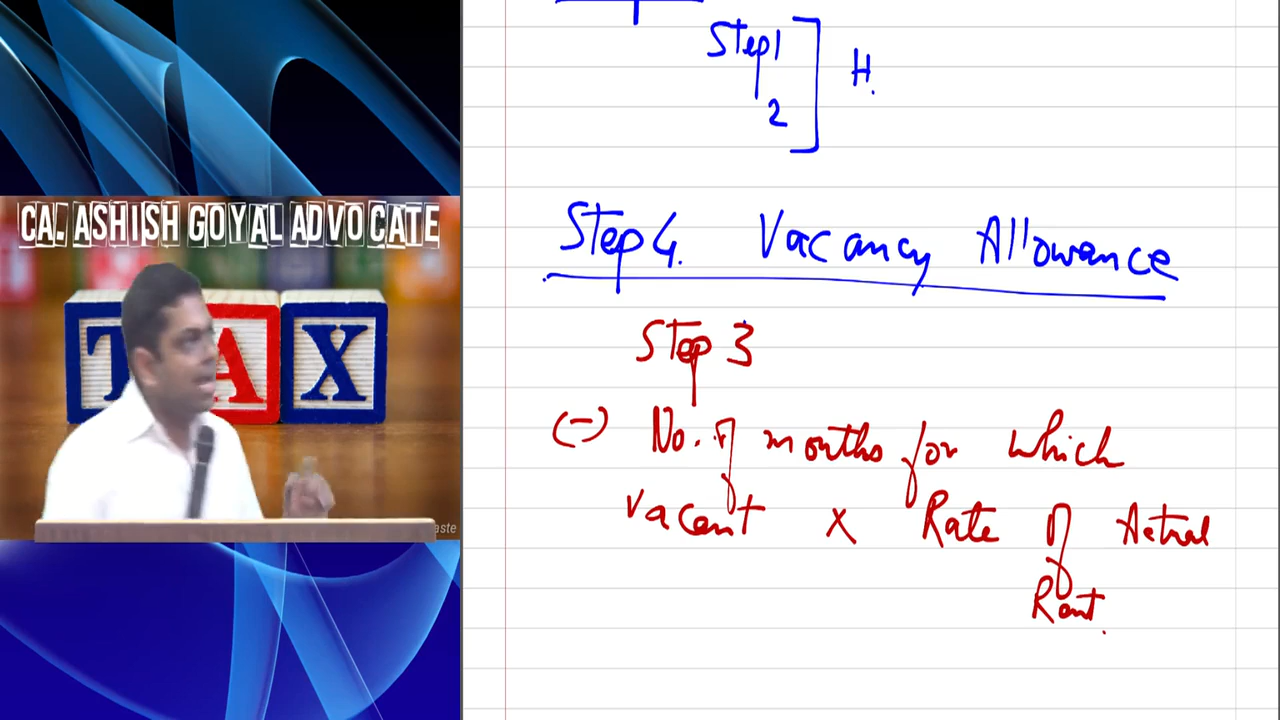 Step1
2
H.
CA. ASHISH GOYAL ADVOCATE
TAX
Step 4. Vacancy Allowance
Step 3
(-) No. of months for which
vacant x Rate of Actual
Rent.
aste